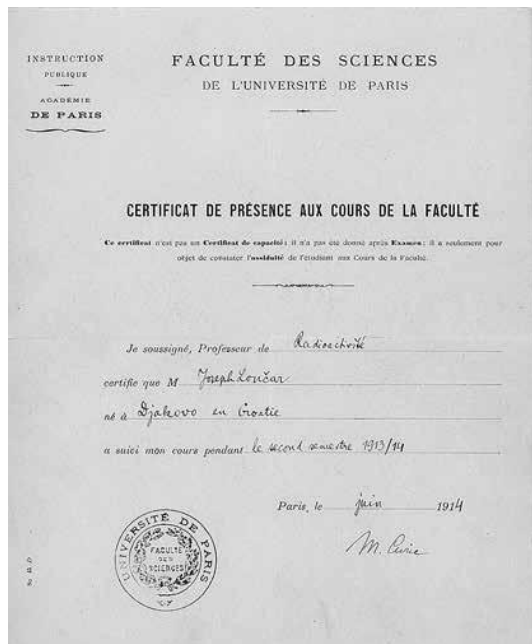 INSTRUCTION
PUBLIQUE
ACADÉMIE
DE PARIS
FACULTÉ DES SCIENCES
DE L'UNIVERSITÉ DE PARIS
CERTIFICAT DE PRÉSENCE AUX COURS DE LA FACULTÉ
Ce certificat n'est pas un Certificat de capacité; il n'a pas été donné après Examen; il a seulement pour
objet de constater l'assiduité de l'étudiant aux Cours de la Faculté.
Je soussigné, Professeur de Radioactivité
certifie que M Joseph Lončar
né à Djakovo en Croatie
a suivi mon cours pendant le second semestre 1913/14
Paris, le juin 1914
M. Curie
UNIVERSITÉ DE PARIS
FACULTÉ
DES
SCIENCES